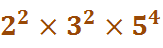 2² × 3² × 5⁴